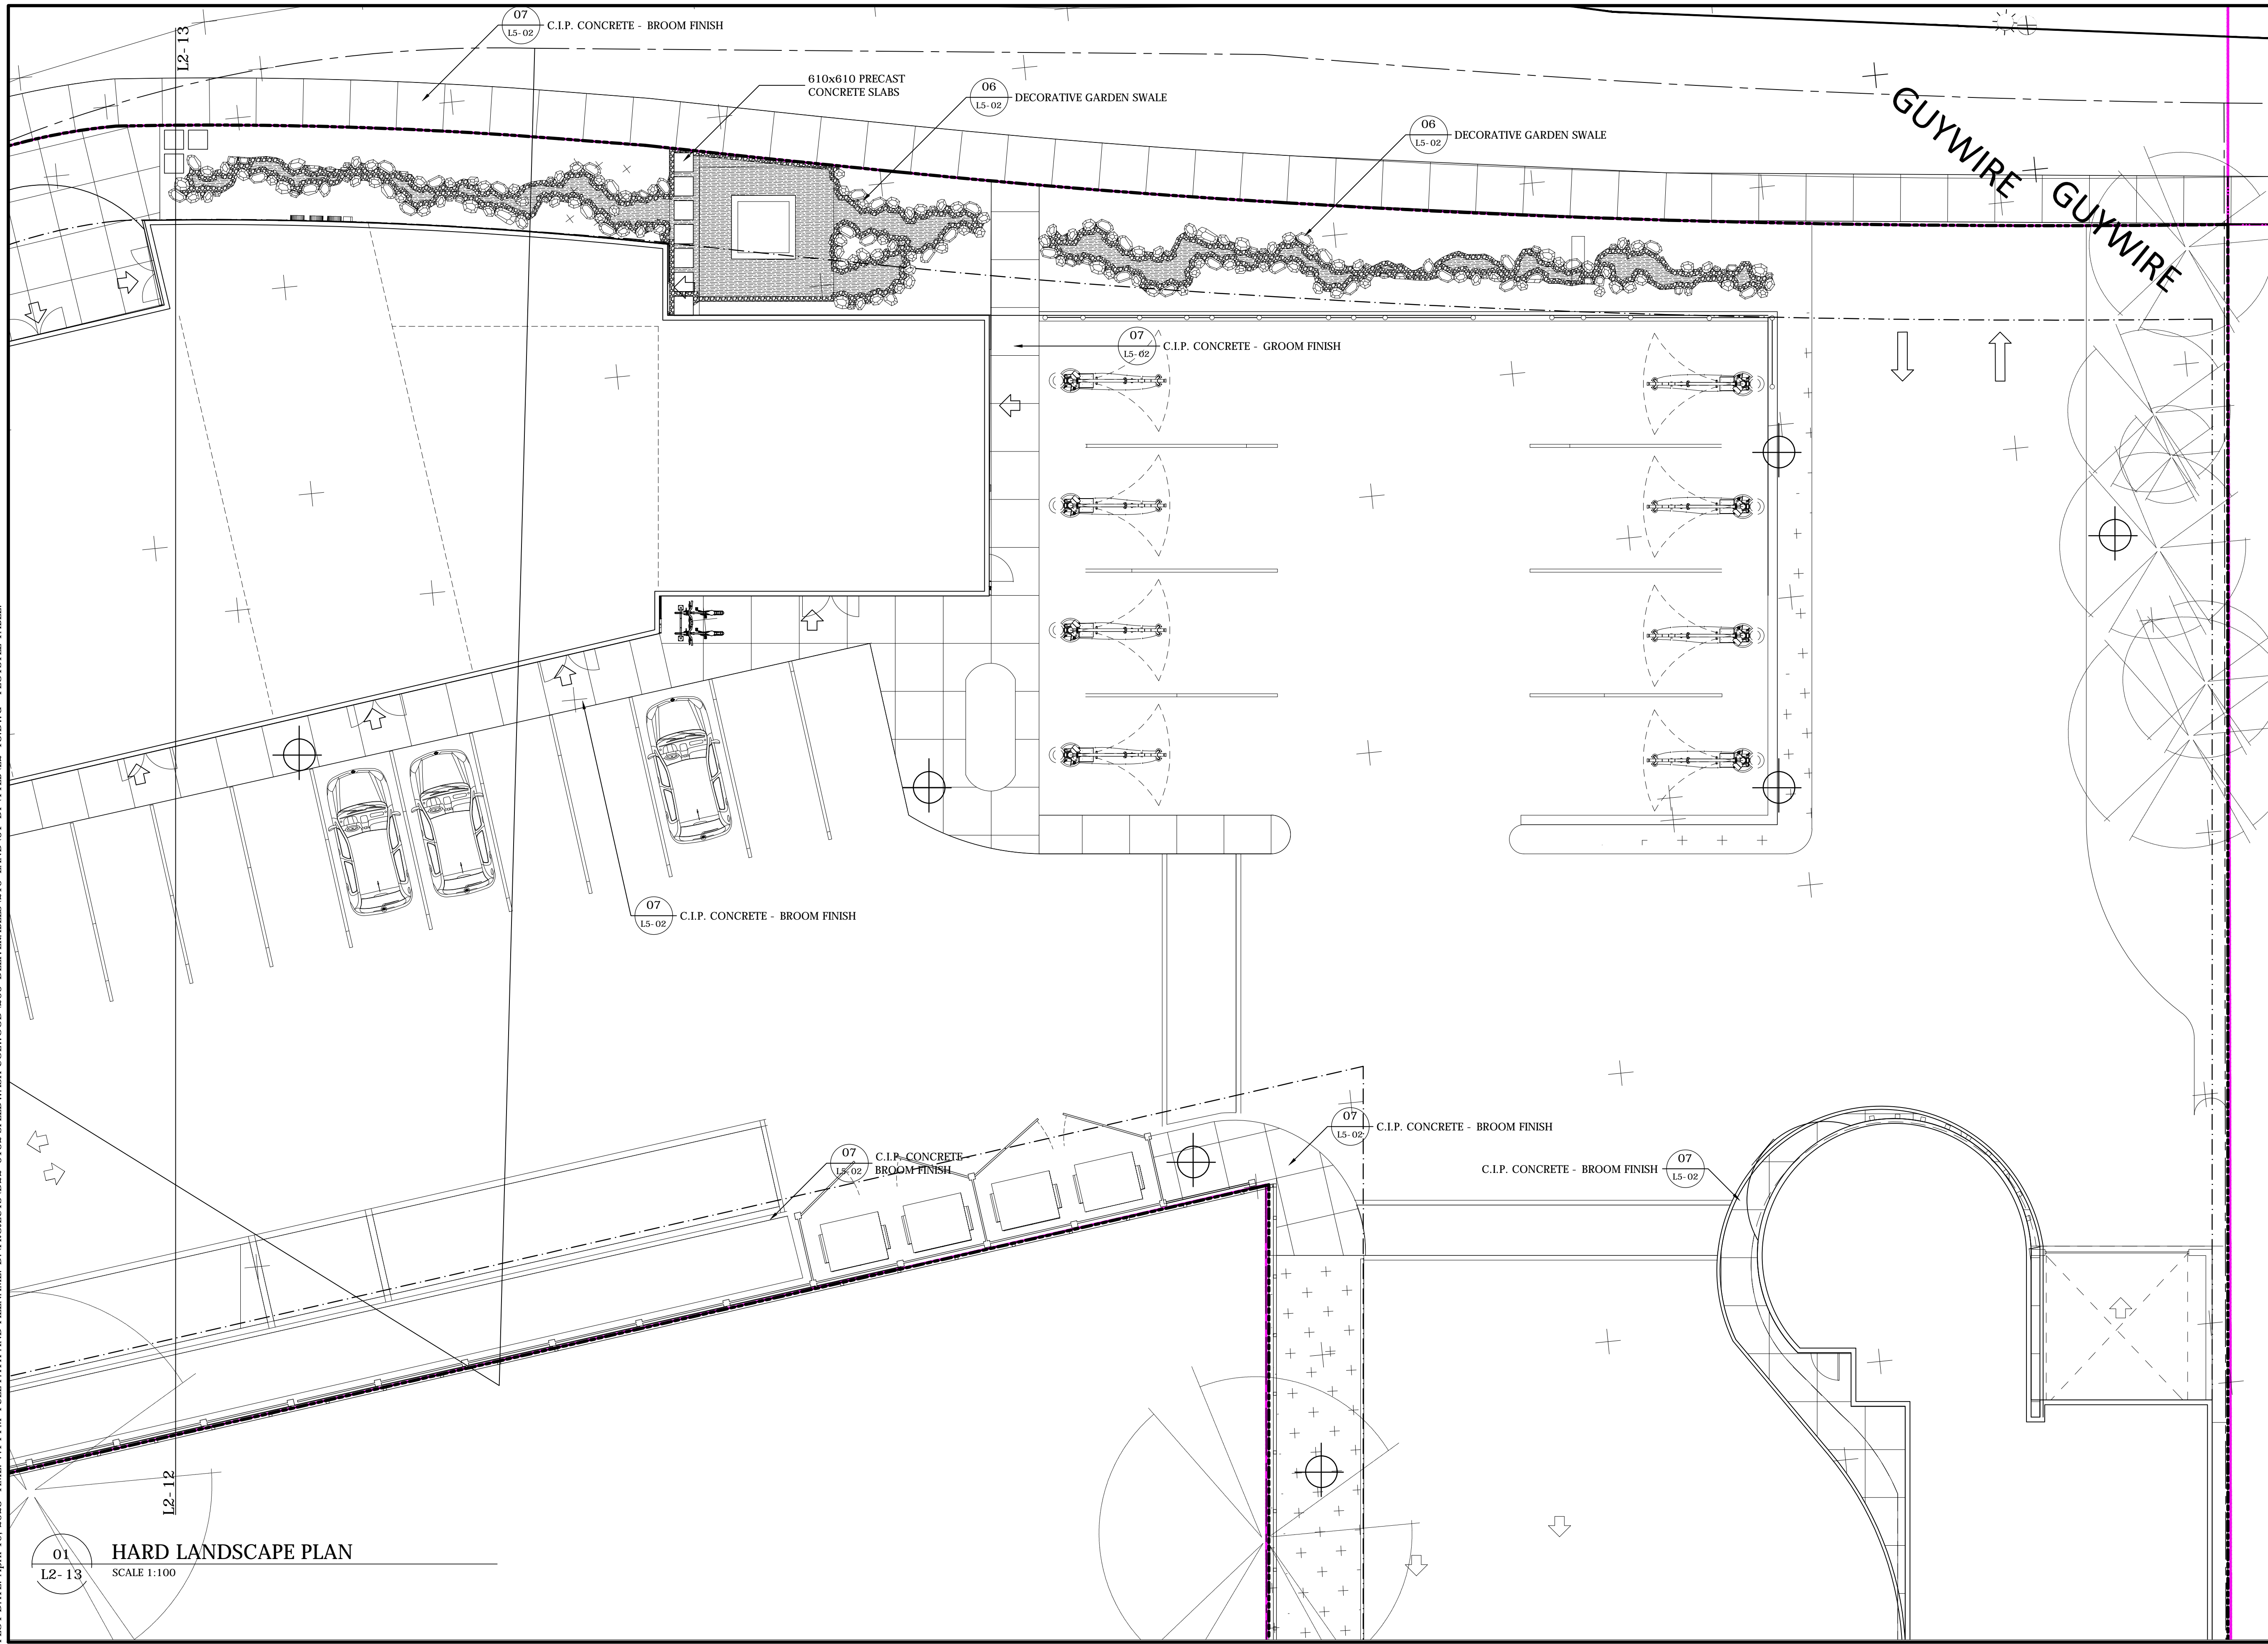 07
L5-02
C.I.P. CONCRETE - BROOM FINISH
L2-13
610x610 PRECAST
CONCRETE SLABS
06
L5-02
DECORATIVE GARDEN SWALE
06
L5-02
DECORATIVE GARDEN SWALE
GUYWIRE
GUYWIRE
07
L5-02
C.I.P. CONCRETE - GROOM FINISH
07
L5-02
C.I.P. CONCRETE - BROOM FINISH
07
L5-02
C.I.P. CONCRETE - BROOM FINISH
07
L5-02
C.I.P. CONCRETE-
BROOM FINISH
C.I.P. CONCRETE - BROOM FINISH
07
L5-02
L2-12
01
L2-13
HARD LANDSCAPE PLAN
SCALE 1:100